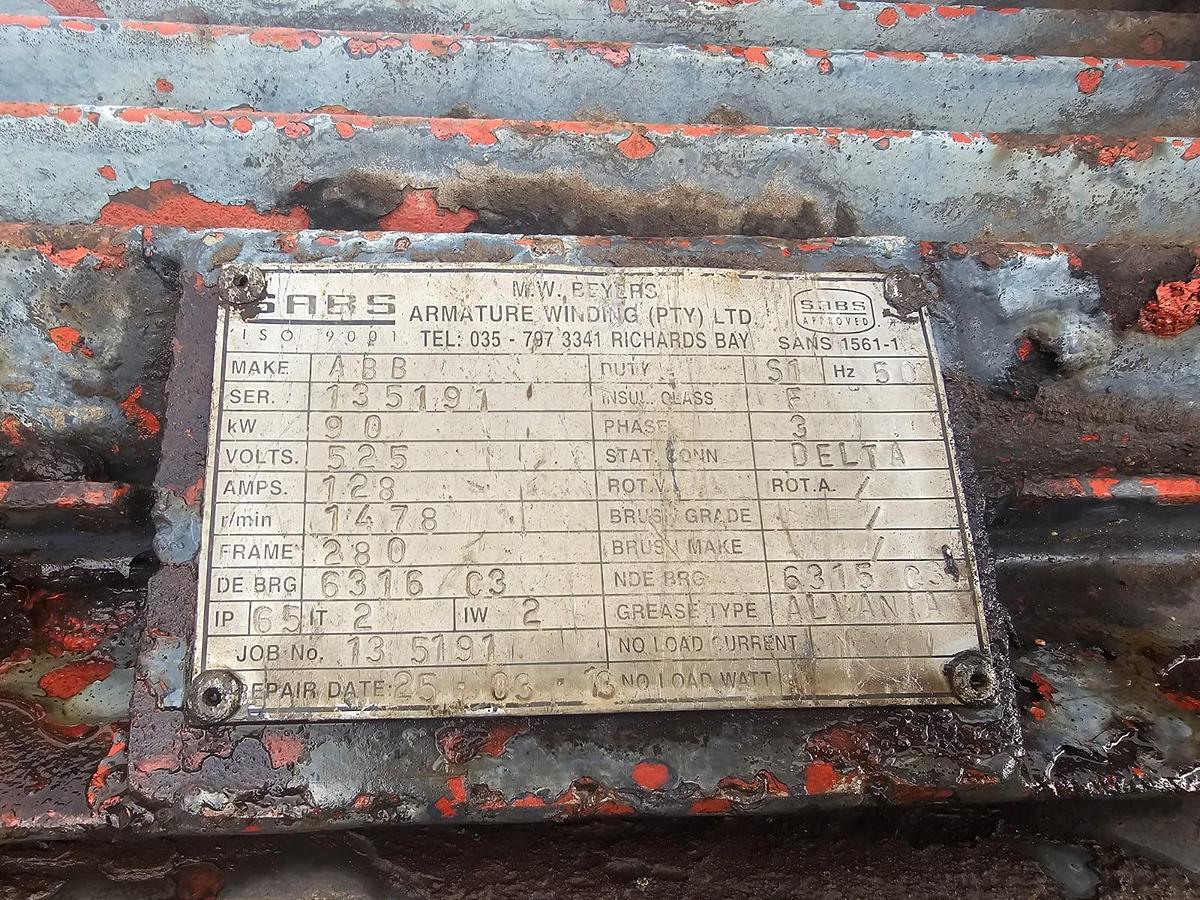 M.W. BEYERS
SABS ARMATURE WINDING (PTY) LTD SABS APPROVED
ISO 9001 TEL: 035 - 797 3341 RICHARDS BAY SANS 1561-1
MAKE ABB DUTY S1 Hz 50
SER. 135191 INSUL. CLASS F
kW 90 PHASE 3
VOLTS. 525 STAT. CONN DELTA
AMPS. 128 ROT.V. ROT.A. /
r/min 1478 BRUSH GRADE /
FRAME 280 BRUSH MAKE /
DE BRG 6316 C3 NDE BRG 6315 C3
IP 65 IT 2 IW 2 GREASE TYPE ALVANIA
JOB No. 135191 NO LOAD CURRENT
REPAIR DATE: 25-03-13 NO LOAD WATT